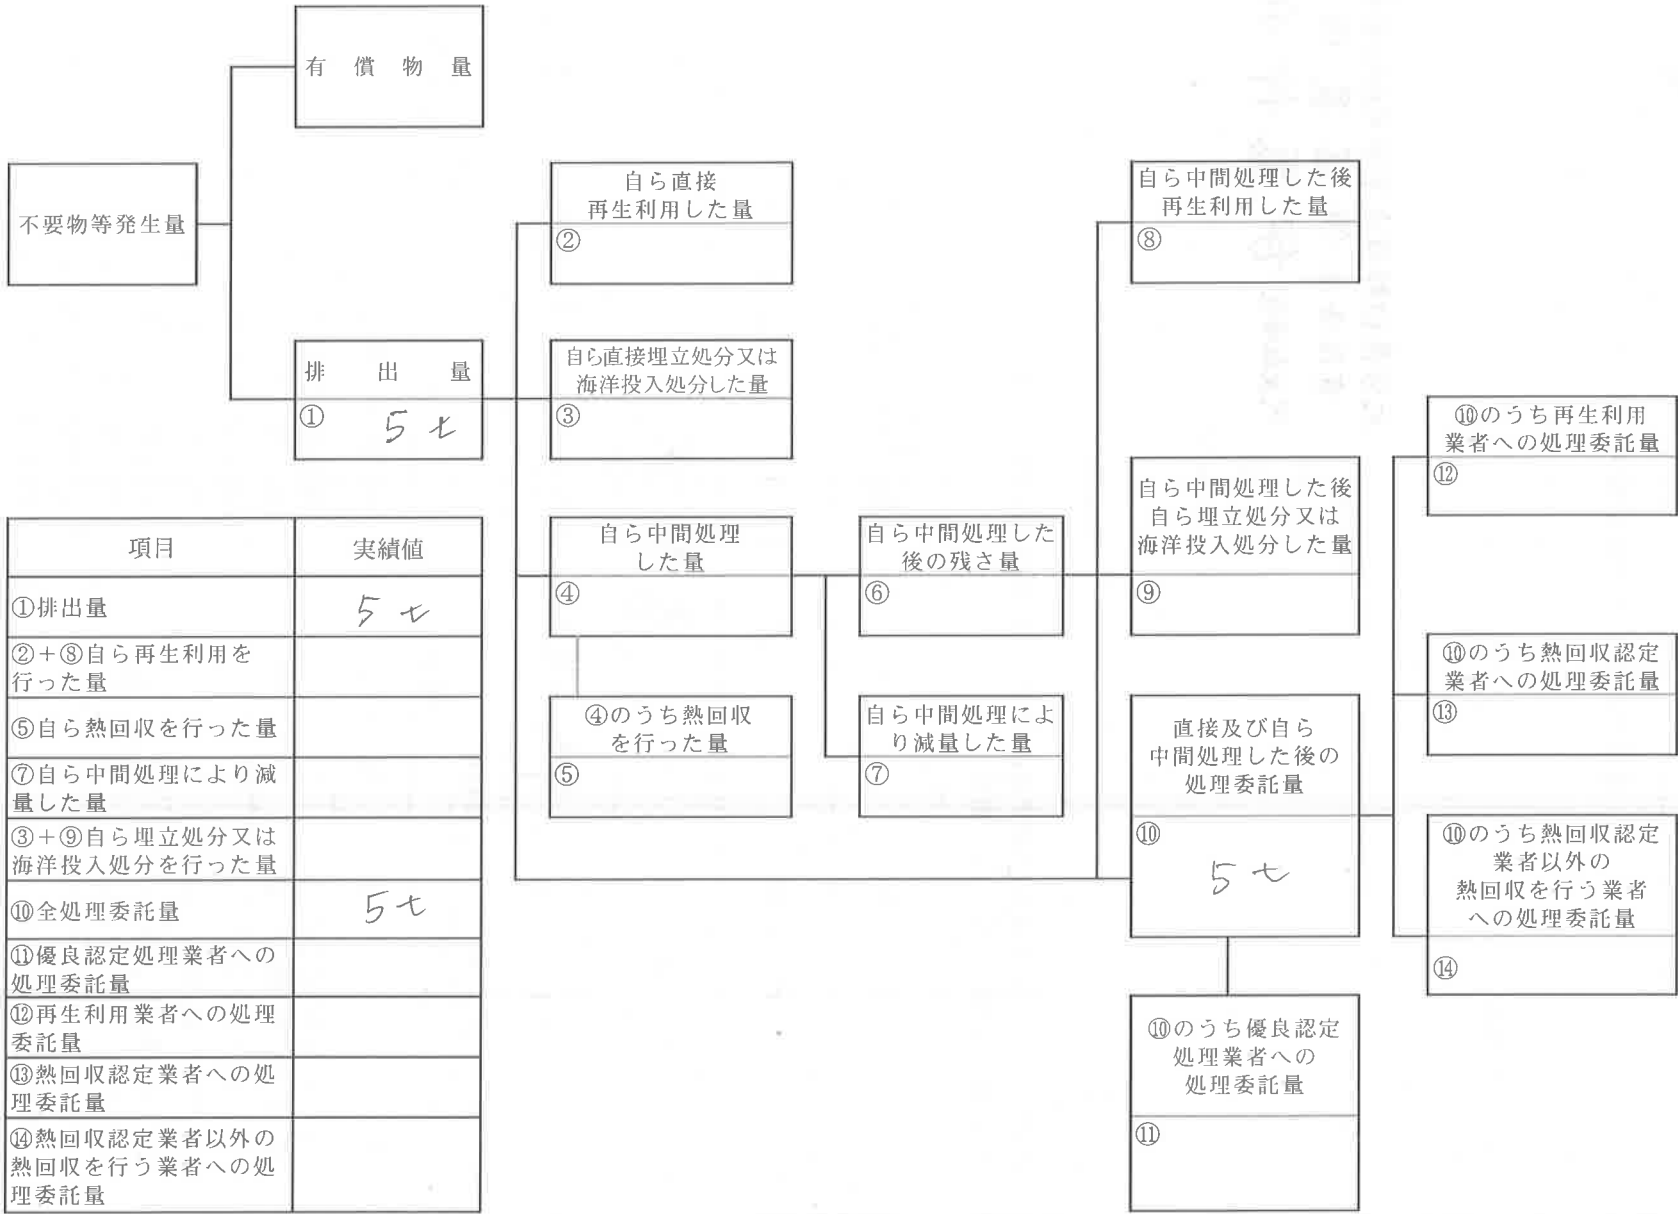 有償物量
不要物等発生量
排出量
① 5t
自ら直接
再生利用した量
②
自ら直接埋立処分又は
海洋投入処分した量
③
自ら中間処理
した量
④
④のうち熱回収
を行った量
⑤
自ら中間処理した
後の残さ量
⑥
自ら中間処理によ
り減量した量
⑦
自ら中間処理した後
再生利用した量
⑧
自ら中間処理した後
自ら埋立処分又は
海洋投入処分した量
⑨
直接及び自ら
中間処理した後の
処理委託量
⑩
5t
⑩のうち優良認定
処理業者への
処理委託量
⑪
⑩のうち再生利用
業者への処理委託量
⑫
⑩のうち熱回収認定
業者への処理委託量
⑬
⑩のうち熱回収認定
業者以外の
熱回収を行う業者
への処理委託量
⑭
項目 実績値
①排出量 5t
②+⑧自ら再生利用を
行った量
⑤自ら熱回収を行った量
⑦自ら中間処理により減
量した量
③+⑨自ら埋立処分又は
海洋投入処分を行った量
⑩全処理委託量 5t
⑪優良認定処理業者への
処理委託量
⑫再生利用業者への処理
委託量
⑬熱回収認定業者への処
理委託量
⑭熱回収認定業者以外の
熱回収を行う業者への処
理委託量